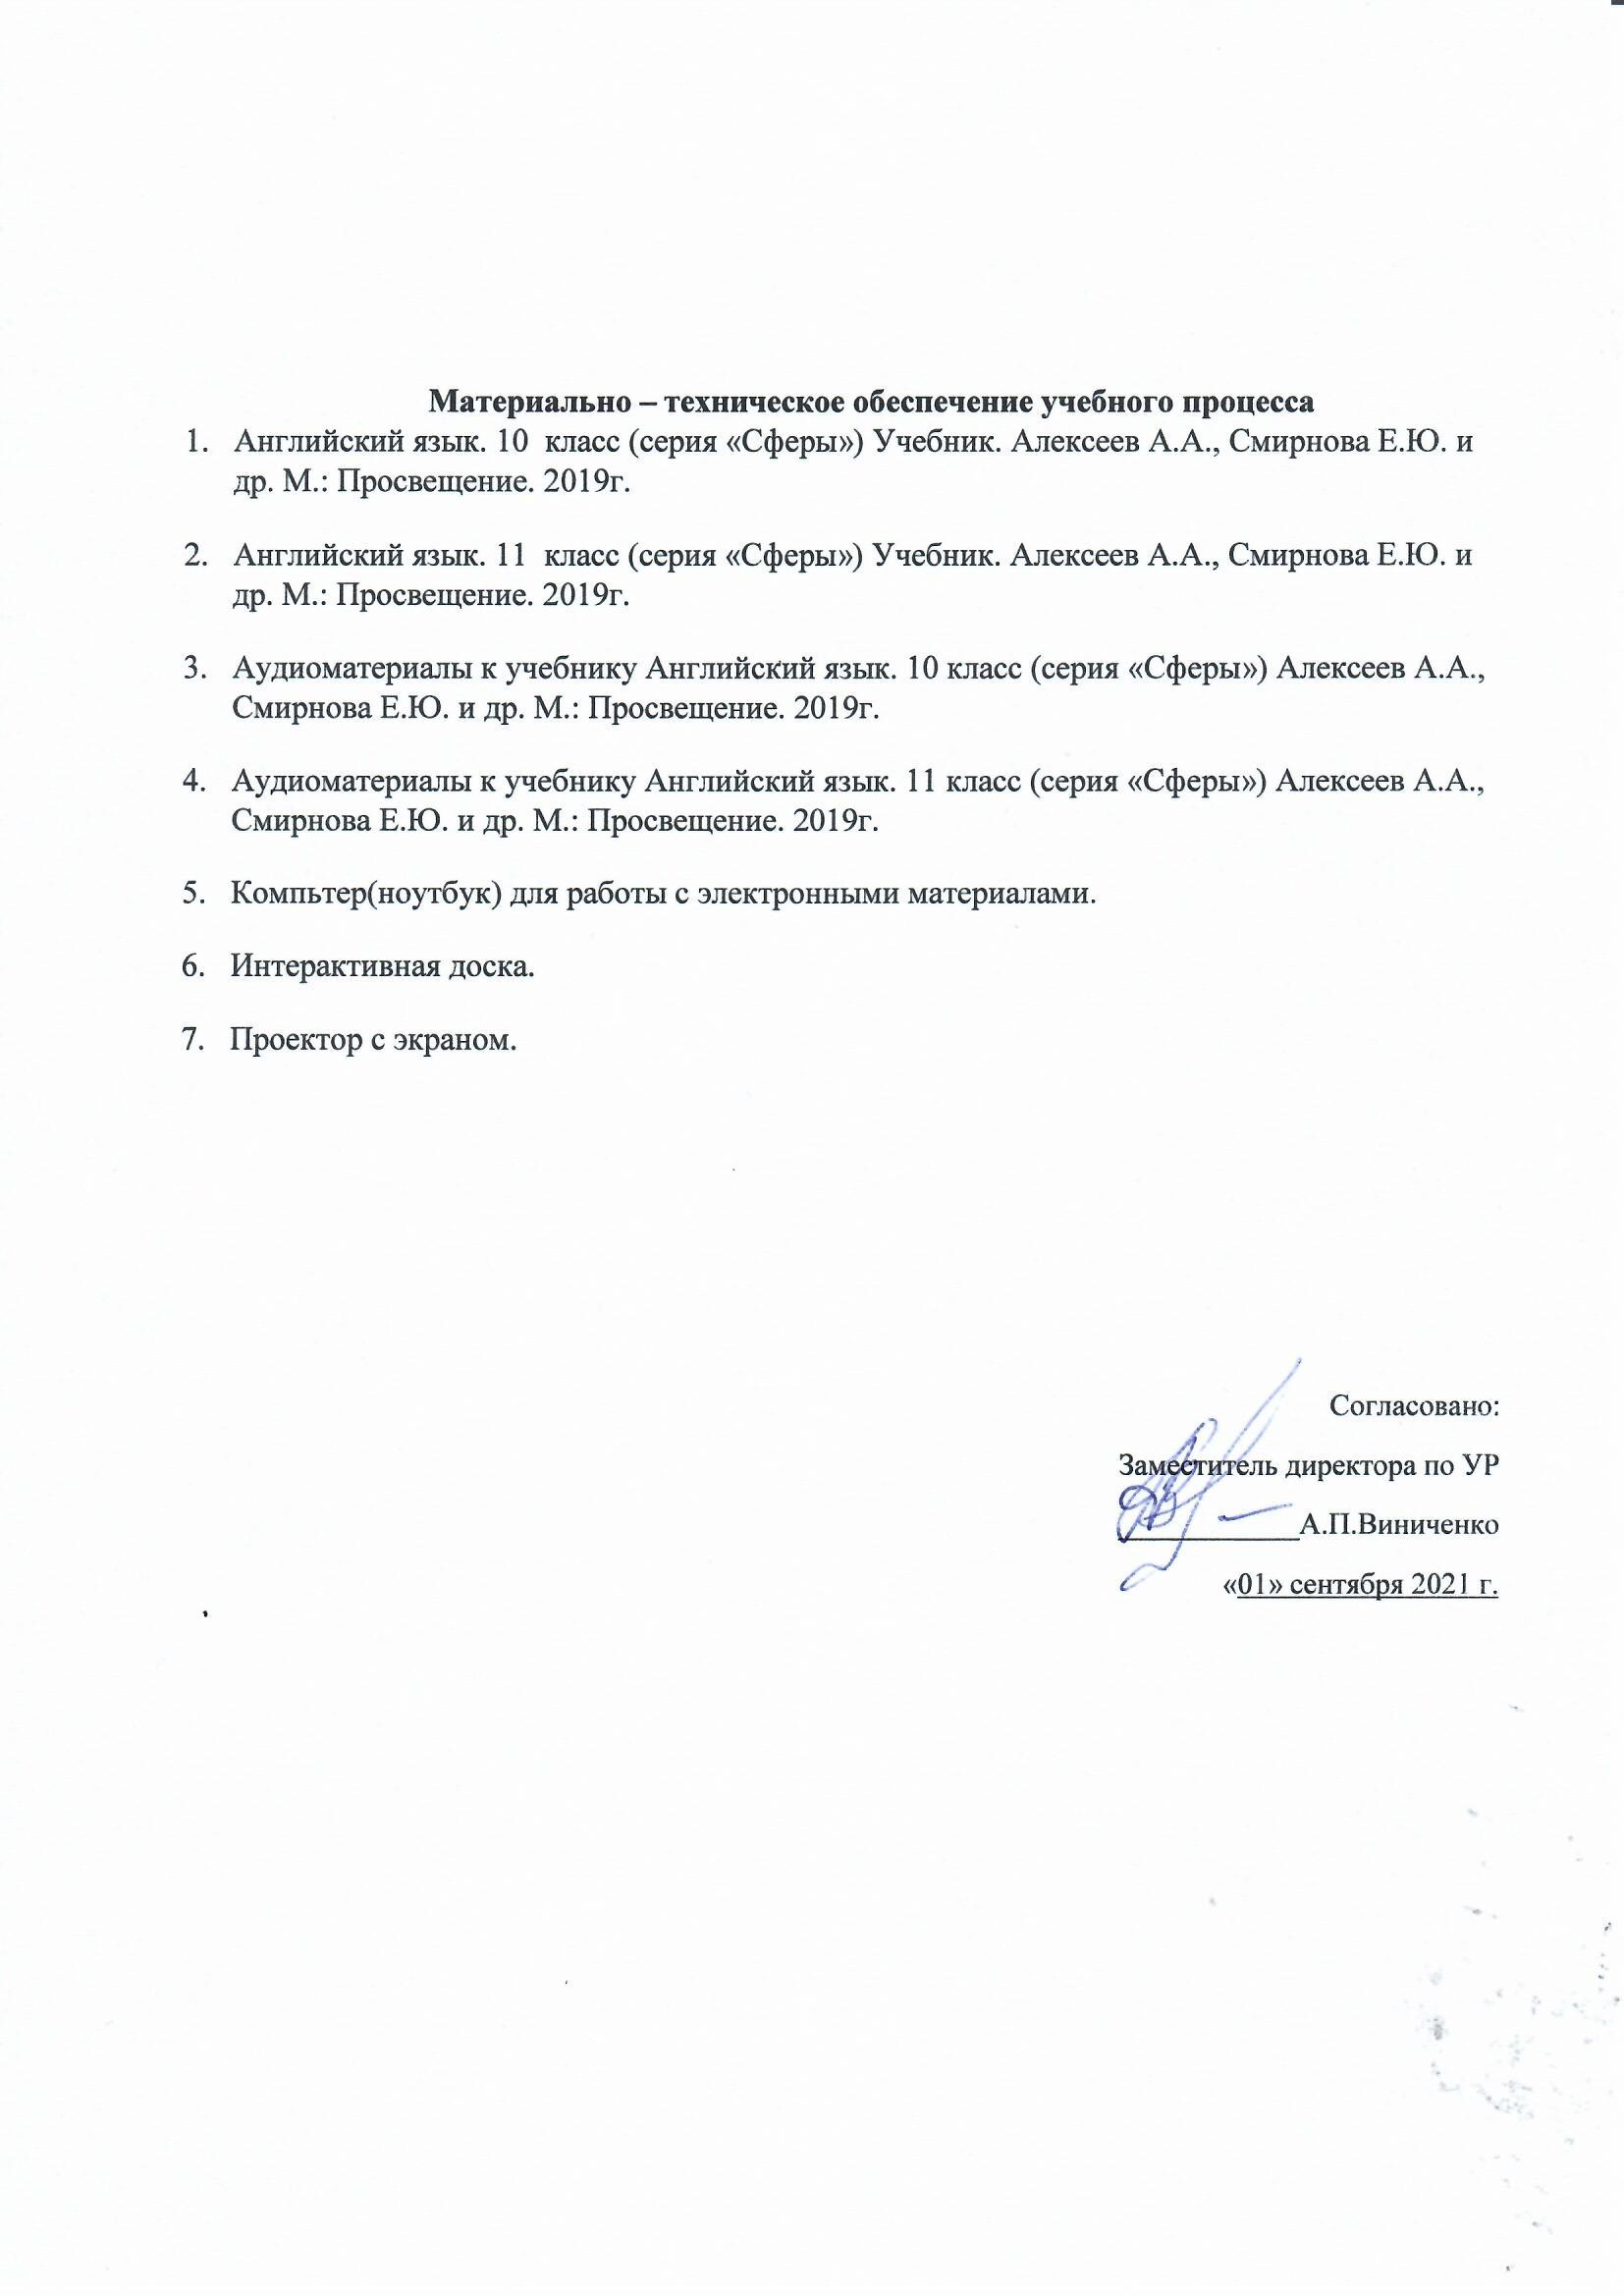 Материально – техническое обеспечение учебного процесса
1. Английский язык. 10 класс (серия «Сферы») Учебник. Алексеев А.А., Смирнова Е.Ю. и
др. М.: Просвещение. 2019г.
2. Английский язык. 11 класс (серия «Сферы») Учебник. Алексеев А.А., Смирнова Е.Ю. и
др. М.: Просвещение. 2019г.
3. Аудиоматериалы к учебнику Английский язык. 10 класс (серия «Сферы») Алексеев А.А.,
Смирнова Е.Ю. и др. М.: Просвещение. 2019г.
4. Аудиоматериалы к учебнику Английский язык. 11 класс (серия «Сферы») Алексеев А.А.,
Смирнова Е.Ю. и др. М.: Просвещение. 2019г.
5. Компьтер(ноутбук) для работы с электронными материалами.
6. Интерактивная доска.
7. Проектор с экраном.
Согласовано:
Заместитель директора по УР
____________А.П.Виниченко
«01» сентября 2021 г.